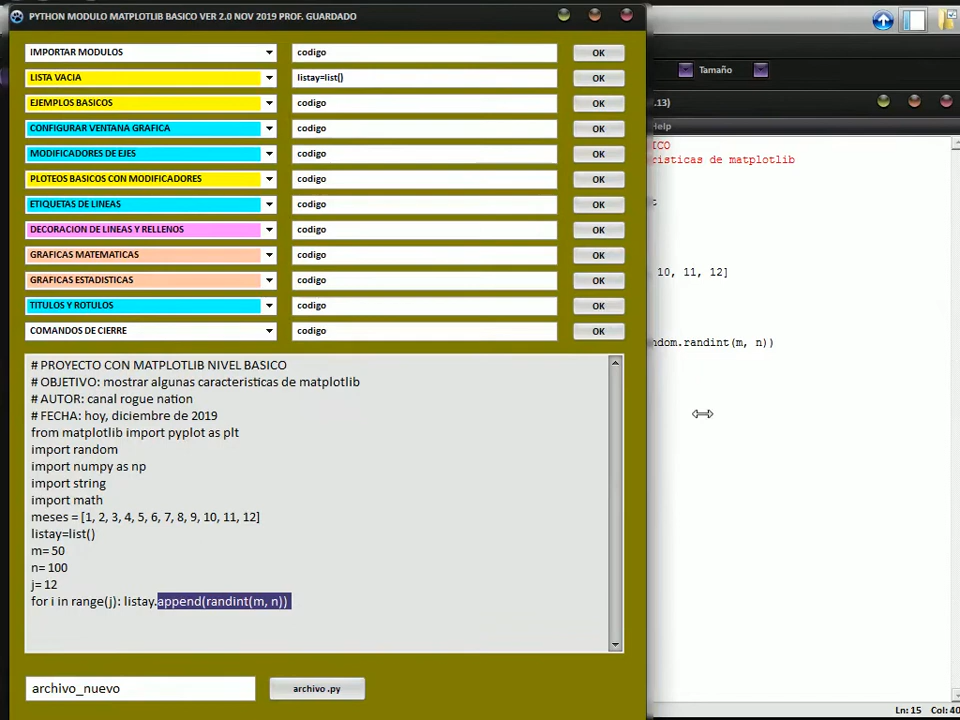 PYTHON MODULO MATPLOTLIB BASICO VER 2.0 NOV 2019 PROF. GUARDADO
IMPORTAR MODULOS codigo OK
LISTA VACIA listay=list() OK
EJEMPLOS BASICOS codigo OK
CONFIGURAR VENTANA GRAFICA codigo OK
MODIFICADORES DE EJES codigo OK
PLOTEOS BASICOS CON MODIFICADORES codigo OK
ETIQUETAS DE LINEAS codigo OK
DECORACION DE LINEAS Y RELLENOS codigo OK
GRAFICAS MATEMATICAS codigo OK
GRAFICAS ESTADISTICAS codigo OK
TITULOS Y ROTULOS codigo OK
COMANDOS DE CIERRE codigo OK
# PROYECTO CON MATPLOTLIB NIVEL BASICO
# OBJETIVO: mostrar algunas caracteristicas de matplotlib
# AUTOR: canal rogue nation
# FECHA: hoy, diciembre de 2019
from matplotlib import pyplot as plt
import random
import numpy as np
import string
import math
meses = [1, 2, 3, 4, 5, 6, 7, 8, 9, 10, 11, 12]
listay=list()
m= 50
n= 100
j= 12
for i in range(j): listay.append(randint(m, n))
archivo_nuevo archivo .py
Tamaño
.13)
Help
ICO
risticas de matplotlib
t
10, 11, 12]
ndom.randint(m, n))
Ln: 15 Col: 40